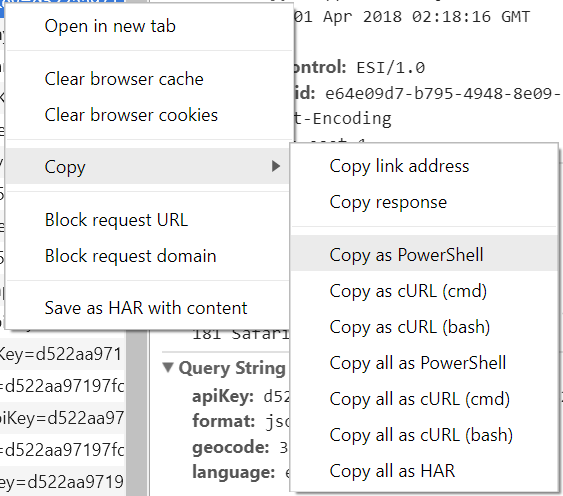 Open in new tab
01 Apr 2018 02:18:16 GMT
Clear browser cache
ontrol: ESI/1.0
id: e64e09d7-b795-4948-8e09-
Clear browser cookies
t-Encoding
Copy
Copy link address
Copy response
Block request URL
Block request domain
Copy as PowerShell
Copy as cURL (cmd)
Save as HAR with content
Copy as cURL (bash)
181 Safari
Key=d522aa971
Copy all as PowerShell
Query String
=d522aa97197fc
apiKey: d52
Copy all as cURL (cmd)
iKey=d522aa97
format: jso
Copy all as cURL (bash)
=d522aa97197fc
geocode: 3
Copy all as HAR
ey=d522aa9719
language: e